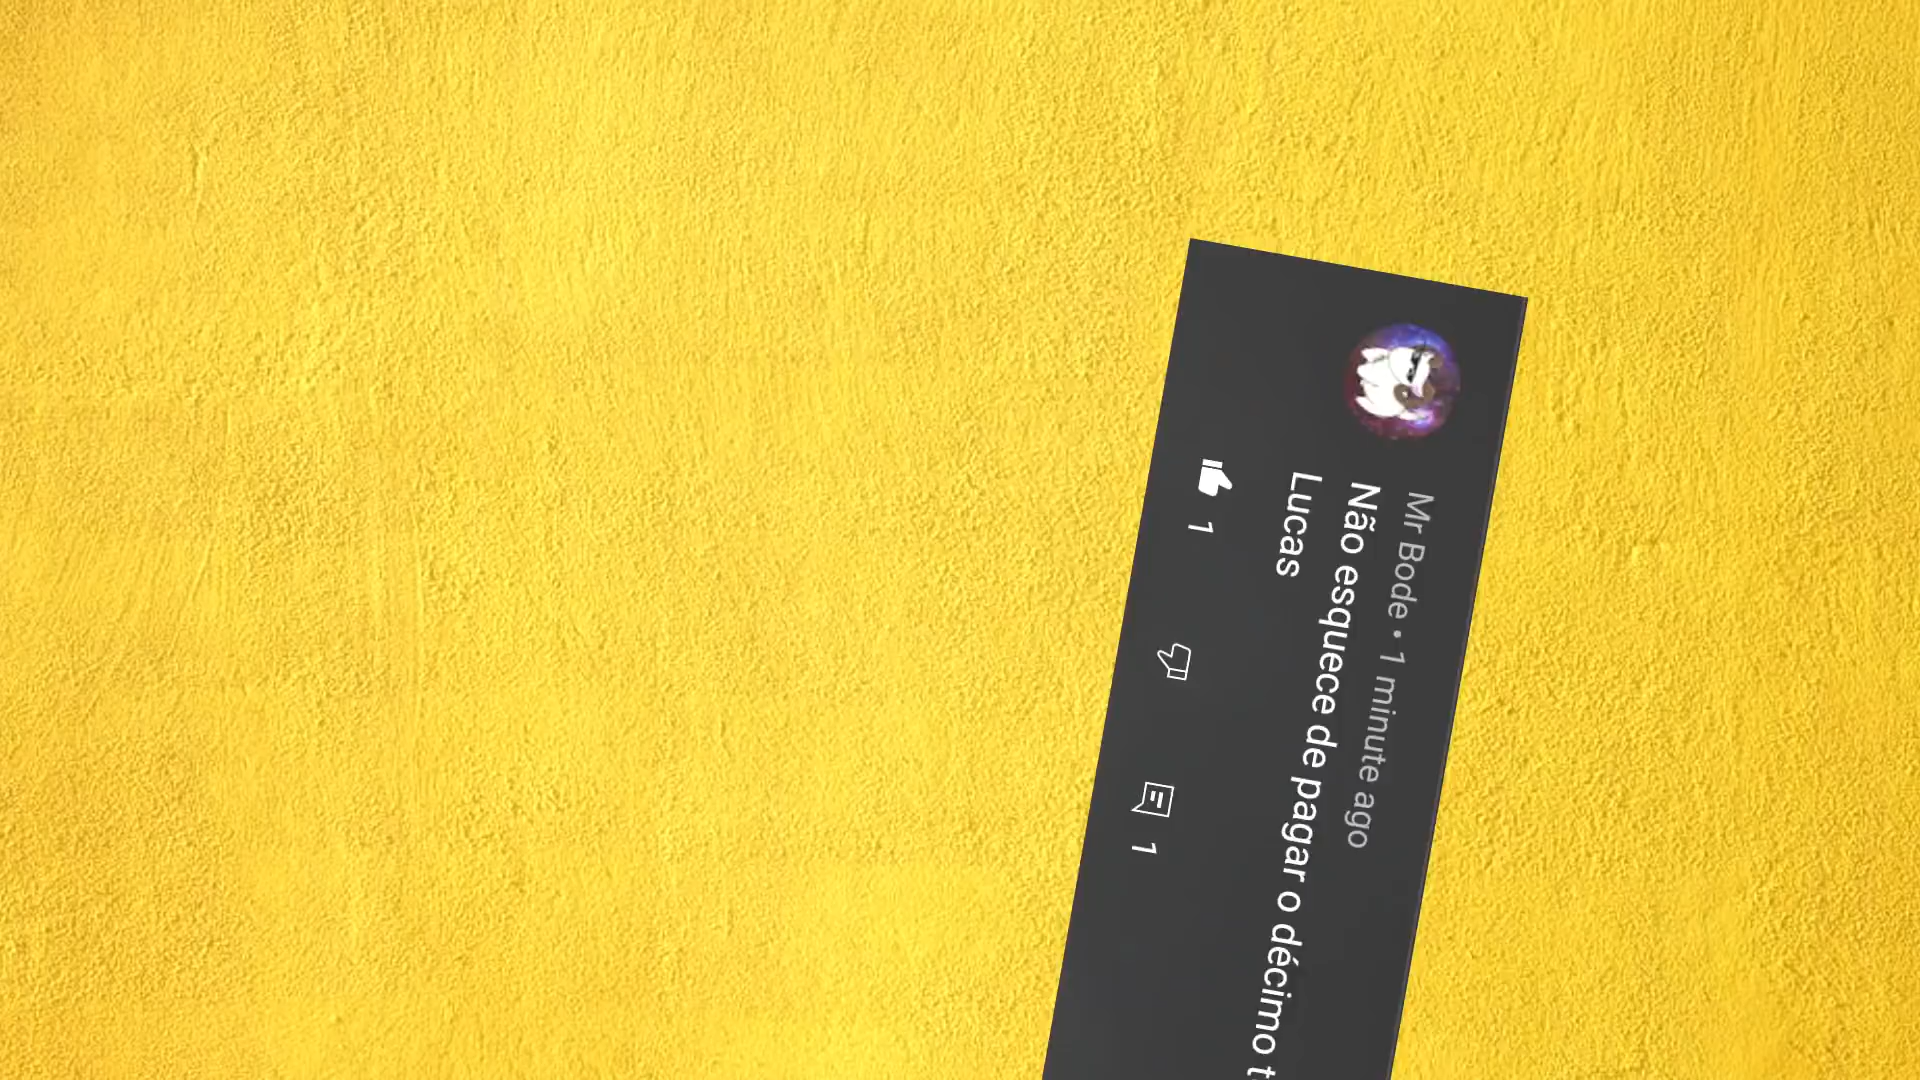 Mr Bode • 1 minute ago
Não esquece de pagar o décimo
Lucas
1
1